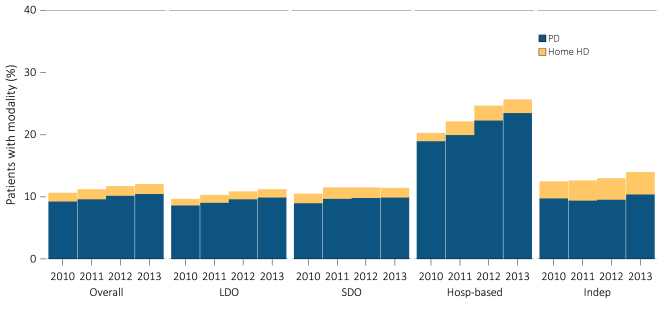 Patients with modality (%)
40
30
20
10
0
PD
Home HD
2010 2011 2012 2013 2010 2011 2012 2013 2010 2011 2012 2013 2010 2011 2012 2013 2010 2011 2012 2013
Overall LDO SDO Hosp-based Indep